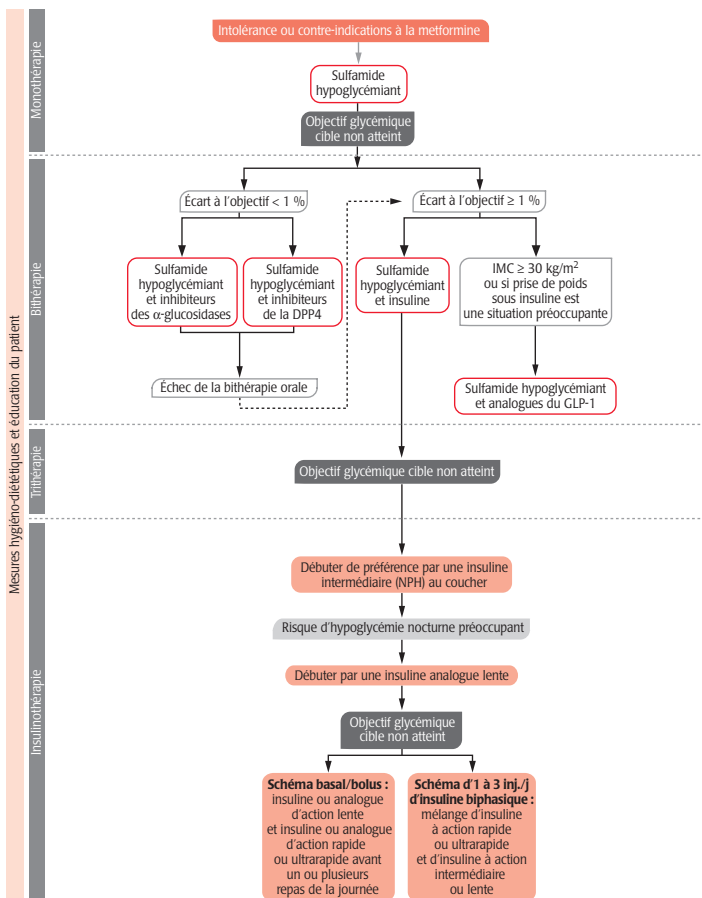 Mesures hygiéno-diététiques et éducation du patient
Monothérapie
Intolérance ou contre-indications à la metformine
Sulfamide
hypoglycémiant
Objectif glycémique
cible non atteint
Bithérapie
Écart à l'objectif < 1 %
Écart à l'objectif ≥ 1 %
Sulfamide
hypoglycémiant
et inhibiteurs
des α-glucosidases
Sulfamide
hypoglycémiant
et inhibiteurs
de la DPP4
Sulfamide
hypoglycémiant
et insuline
IMC ≥ 30 kg/m²
ou si prise de poids
sous insuline est
une situation préoccupante
Échec de la bithérapie orale
Sulfamide hypoglycémiant
et analogues du GLP-1
Trithérapie
Objectif glycémique cible non atteint
Insulinothérapie
Débuter de préférence par une insuline
intermédiaire (NPH) au coucher
Risque d'hypoglycémie nocturne préoccupant
Débuter par une insuline analogue lente
Objectif glycémique
cible non atteint
Schéma basal/bolus :
insuline ou analogue
d'action lente
et insuline ou analogue
d'action rapide
ou ultrarapide avant
un ou plusieurs
repas de la journée
Schéma d'1 à 3 inj./j
d'insuline biphasique :
mélange d'insuline
à action rapide
ou ultrarapide
et d'insuline à action
intermédiaire
ou lente